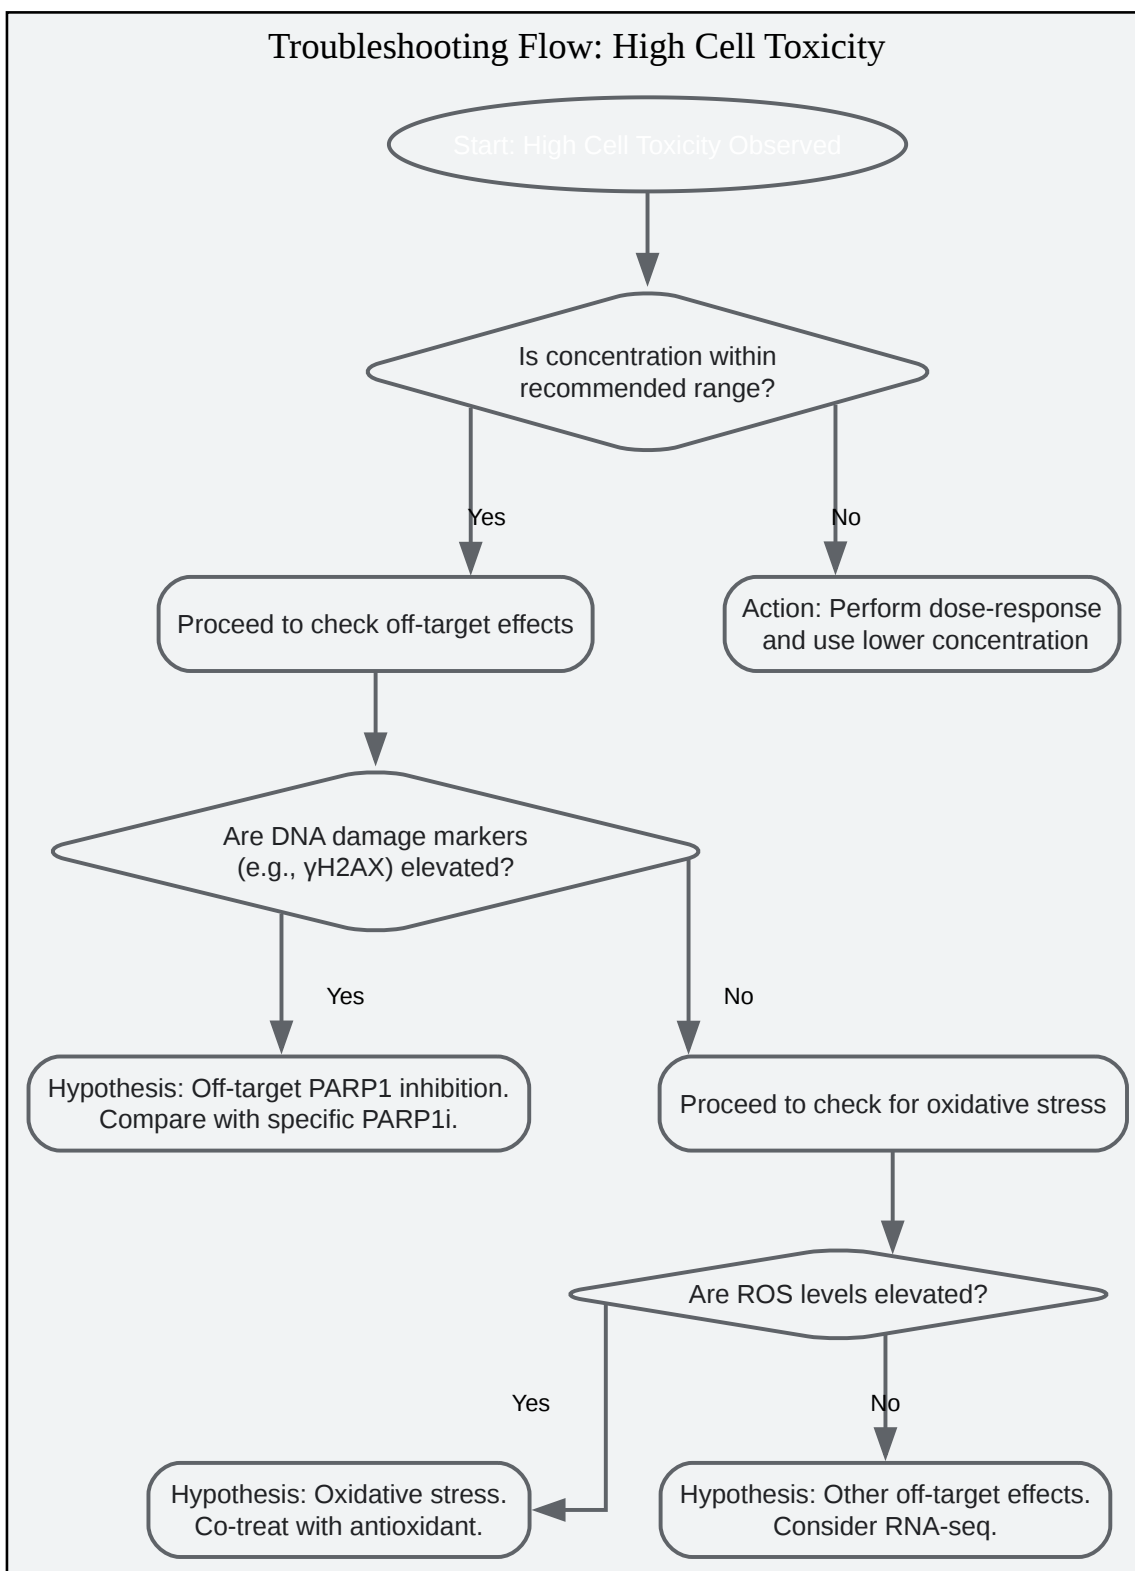 Troubleshooting Flow: High Cell Toxicity
Start: High Cell Toxicity Observed
Is concentration within
recommended range?
Yes
No
Proceed to check off-target effects
Action: Perform dose-response
and use lower concentration
Are DNA damage markers
(e.g., γH2AX) elevated?
Yes
No
Hypothesis: Off-target PARP1 inhibition.
Compare with specific PARP1i.
Proceed to check for oxidative stress
Are ROS levels elevated?
Yes
No
Hypothesis: Oxidative stress.
Co-treat with antioxidant.
Hypothesis: Other off-target effects.
Consider RNA-seq.